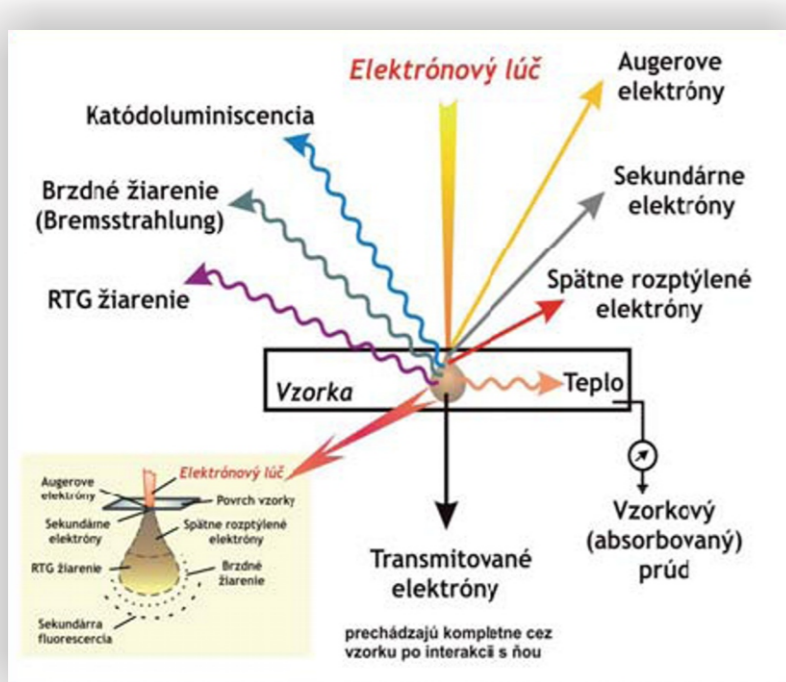 Elektrónový lúč
Augerove
elektróny
Katódoluminiscencia
Sekundárne
elektróny
Brzdné žiarenie
(Bremsstrahlung)
Spätne rozptýlené
elektróny
RTG žiarenie
Vzorka
Teplo
Vzorkový
(absorbovaný)
prúd
Transmitované
elektróny
prechádzajú kompletne cez
vzorku po interakcii s ňou
Elektrónový lúč
Augerove
elektróny
Povrch vzorky
Sekundárne
elektróny
Spätne rozptýlené
elektróny
RTG žiarenie
Brzdné
žiarenie
Sekundárra
fluorescercia